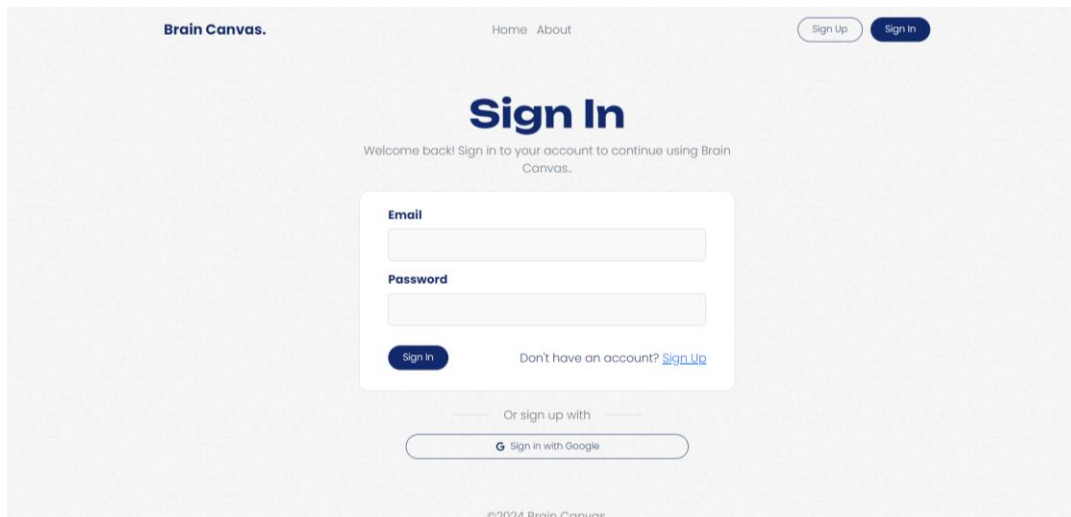 Brain Canvas.
Home About
Sign Up
Sign In
Sign In
Welcome back! Sign in to your account to continue using Brain
Canvas..
Email
Password
Sign In
Don't have an account? Sign Up
Or sign up with
G Sign in with Google
©2024 Brain Canvas